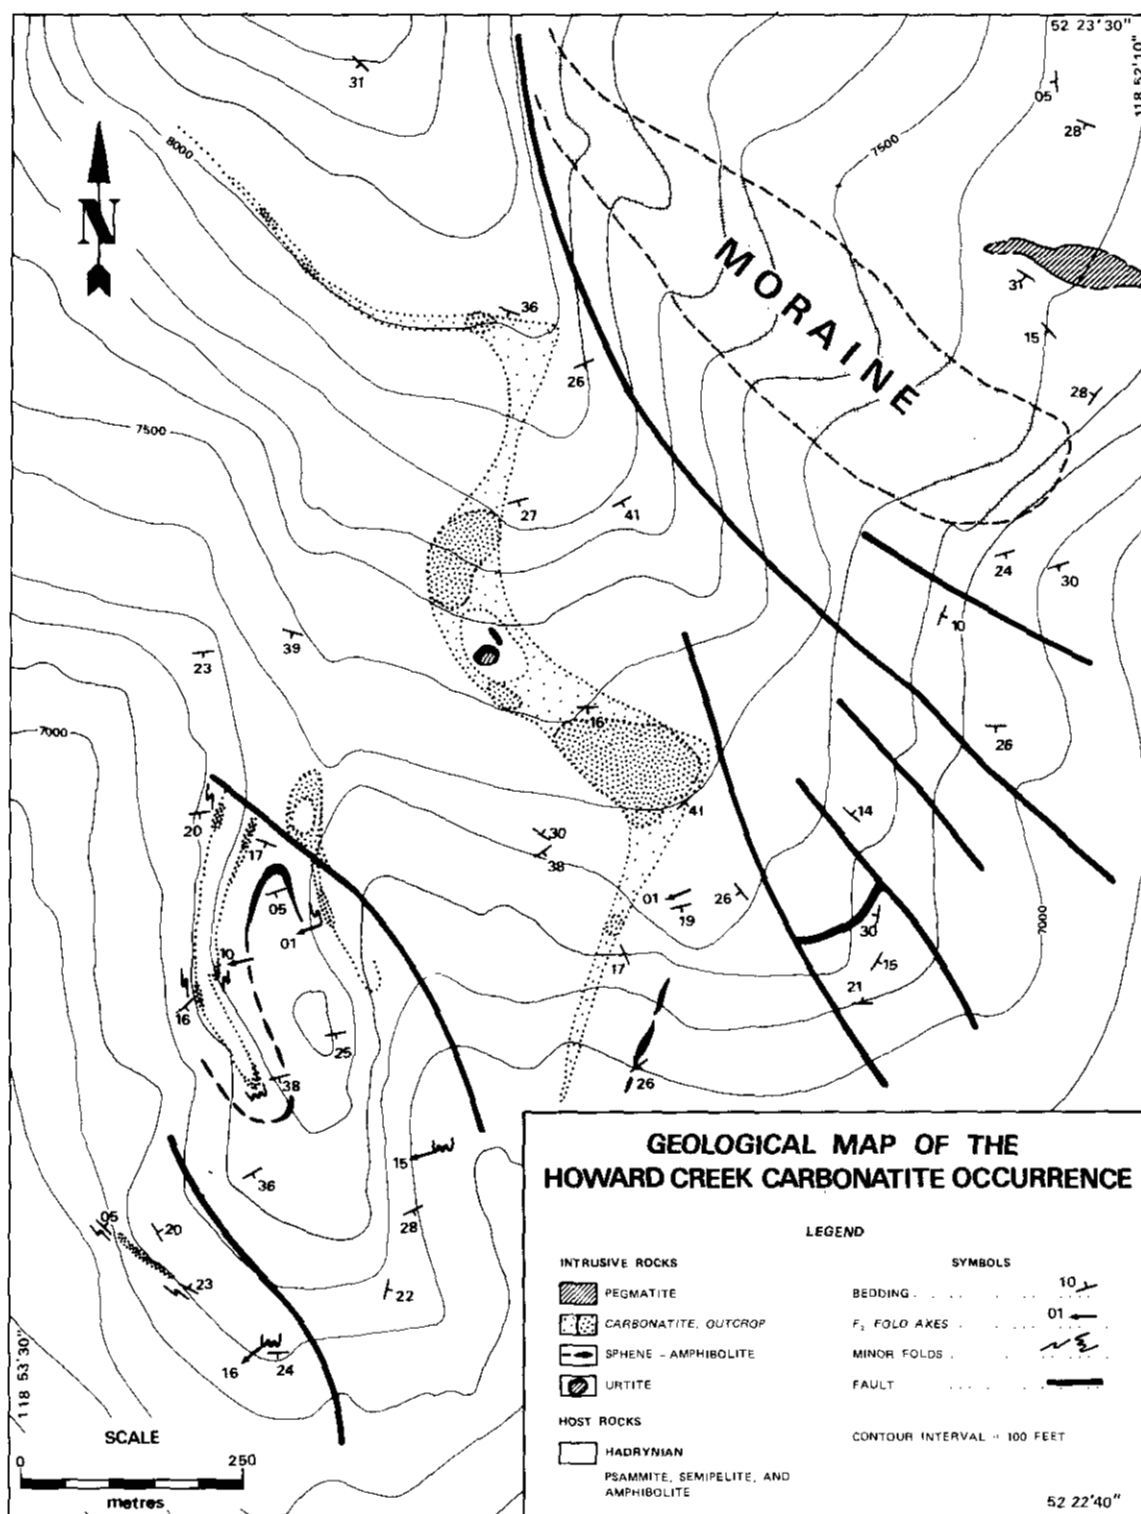 52 23'30"
118 52'10"
31
05
28
8000
7500
N
MORAINE
36
31
15
26
28
7500
27
41
24
30
10
39
23
16
26
7000
41
14
20
17
30
38
05
01
26
01
19
30
7000
10
17
15
21
16
25
38
26
15
36
28
05
20
23
22
16
24
118 53'30"
SCALE
0 250
metres
GEOLOGICAL MAP OF THE
HOWARD CREEK CARBONATITE OCCURRENCE
LEGEND
INTRUSIVE ROCKS
PEGMATITE
CARBONATITE, OUTCROP
SPHENE - AMPHIBOLITE
URTITE
HOST ROCKS
HADRYNIAN
PSAMMITE, SEMIPELITE, AND
AMPHIBOLITE
SYMBOLS
BEDDING . . . . . 10
F₂ FOLD AXES . . . . 01
MINOR FOLDS . . . .
FAULT . . . .
CONTOUR INTERVAL = 100 FEET
52 22'40"